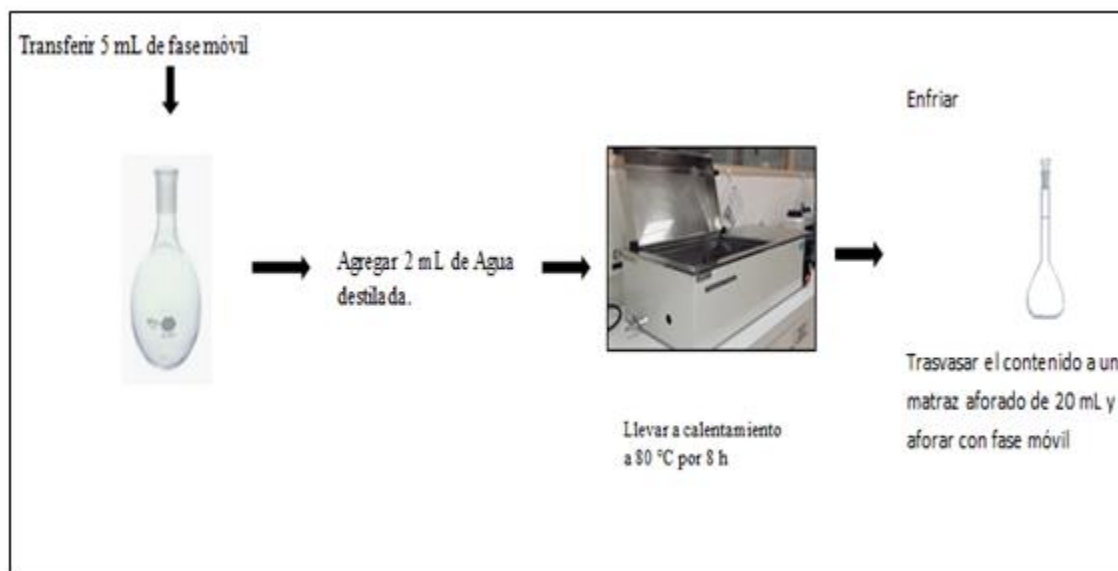 Transferir 5 mL de fase móvil
Agregar 2 mL de Agua
destilada.
Llevar a calentamiento
a 80 °C por 8 h
Enfriar
Trasvasar el contenido a un
matraz aforado de 20 mL y
aforar con fase móvil